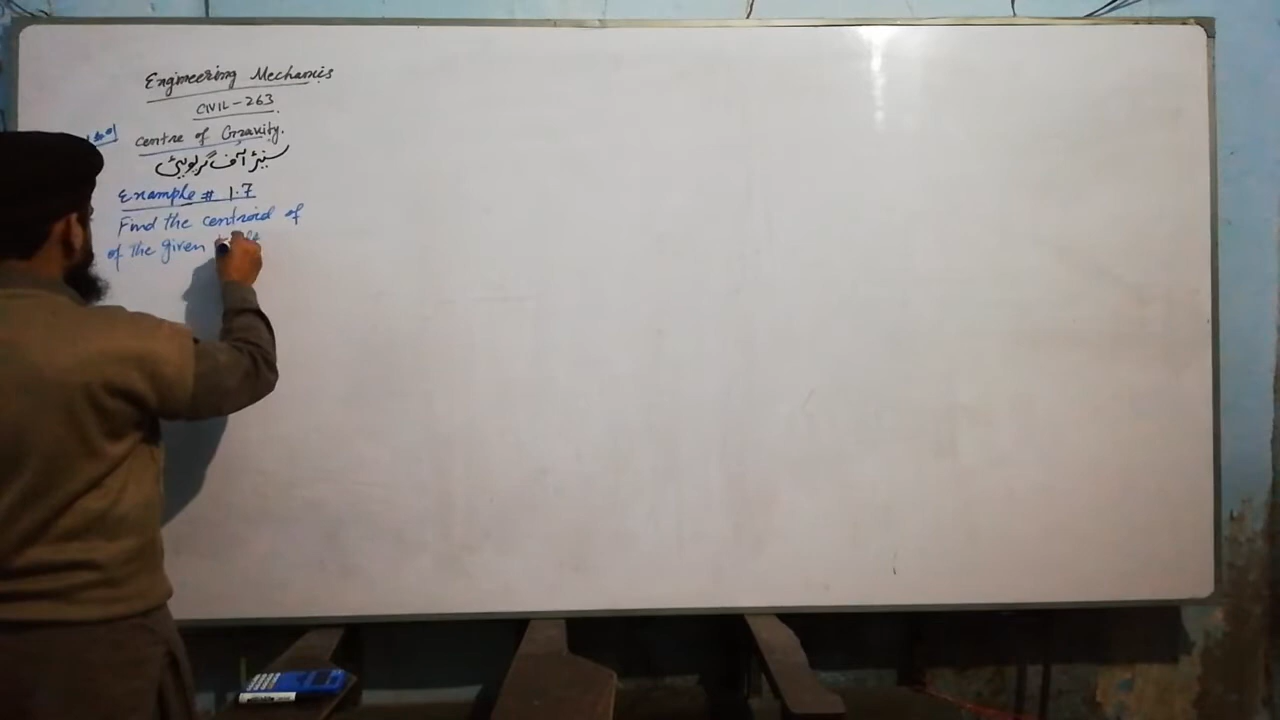 Engineering Mechanics
CIVIL-263
Centre of Gravity.
سینٹر آف گریویٹی
Example # 1.7
Find the centroid of
of the given